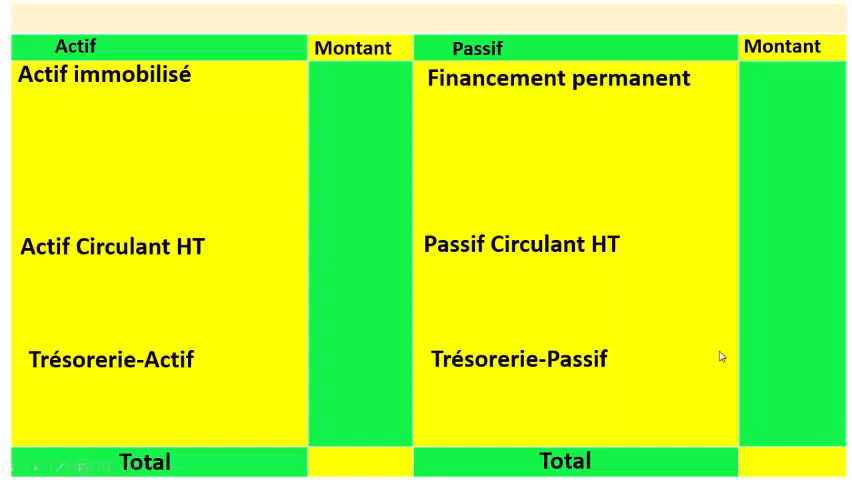 Actif Montant Passif Montant
Actif immobilisé Financement permanent
Actif Circulant HT Passif Circulant HT
Trésorerie-Actif Trésorerie-Passif
Total Total